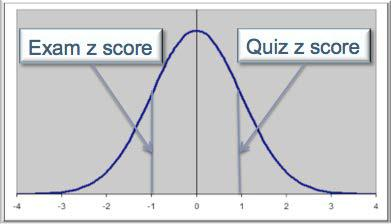 Exam z score
Quiz z score
-4 -3 -2 -1 0 1 2 3 4